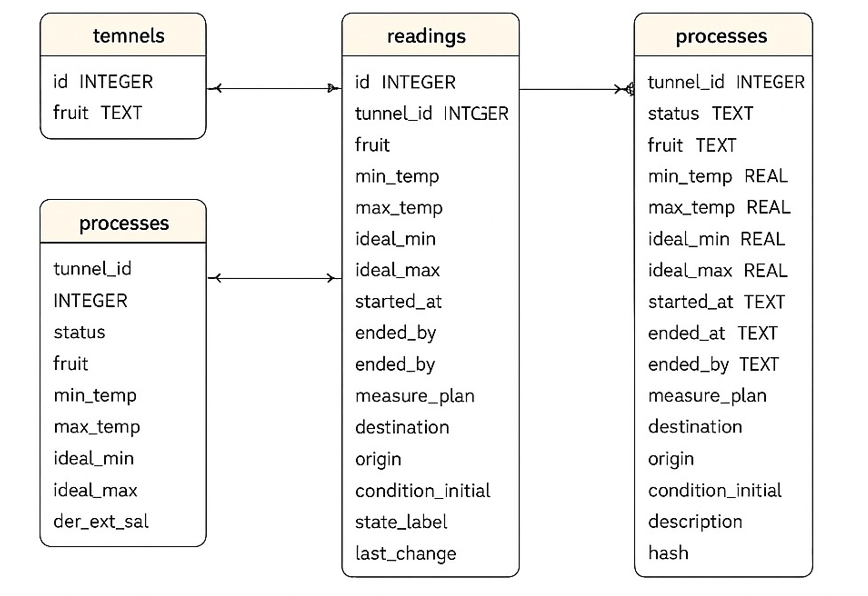 temnels
id INTEGER
fruit TEXT
processes
tunnel_id
INTEGER
status
fruit
min_temp
max_temp
ideal_min
ideal_max
der_ext_sal
readings
id INTEGER
tunnel_id INTGER
fruit
min_temp
max_temp
ideal_min
ideal_max
started_at
ended_by
ended_by
measure_plan
destination
origin
condition_initial
state_label
last_change
processes
tunnel_id INTEGER
status TEXT
fruit TEXT
min_temp REAL
max_temp REAL
ideal_min REAL
ideal_max REAL
started_at TEXT
ended_at TEXT
ended_by TEXT
measure_plan
destination
origin
condition_initial
description
hash